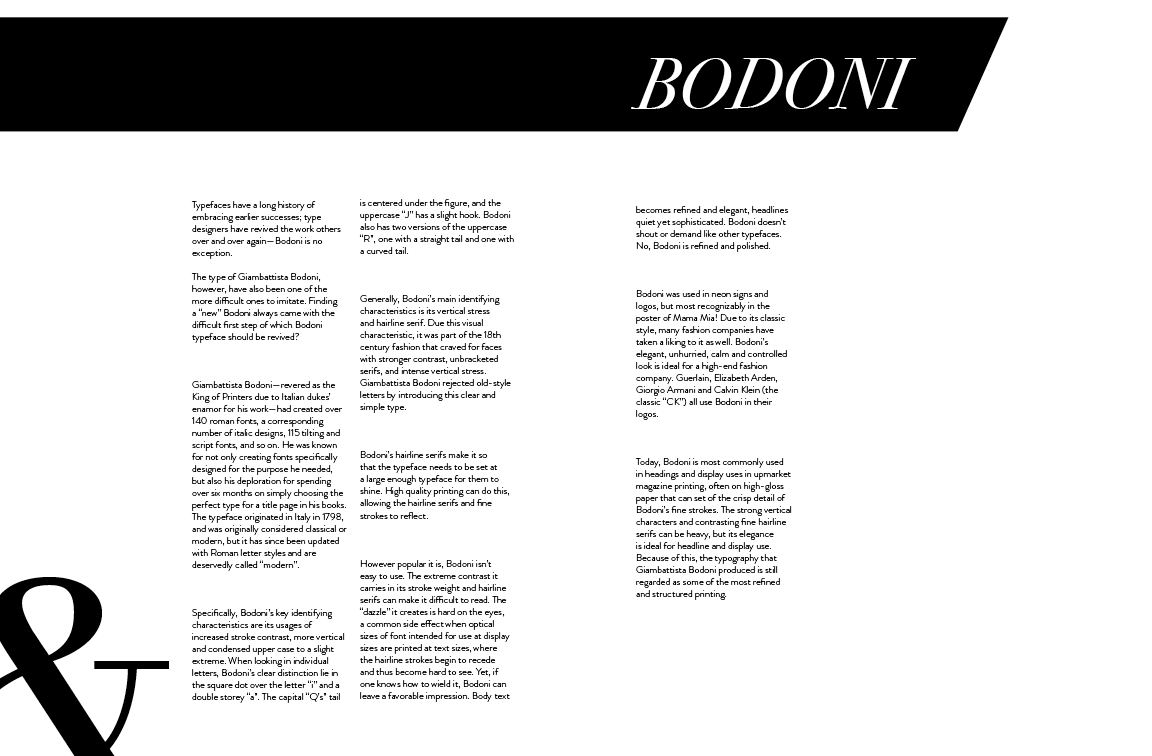 BODONI
Typefaces have a long history of
embracing earlier successes; type
designers have revived the work others
over and over again—Bodoni is no
exception.
The type of Giambattista Bodoni,
however, have also been one of the
more difficult ones to imitate. Finding
a “new” Bodoni always came with the
difficult first step of which Bodoni
typeface should be revived?
Giambattista Bodoni—revered as the
King of Printers due to Italian dukes’
enamor for his work—had created over
140 roman fonts, a corresponding
number of italic designs, 115 tilting and
script fonts, and so on. He was known
for not only creating fonts specifically
designed for the purpose he needed,
but also his deploration for spending
over six months on simply choosing the
perfect type for a title page in his books.
The typeface originated in Italy in 1798,
and was originally considered classical or
modern, but it has since been updated
with Roman letter styles and are
deservedly called “modern”.
Specifically, Bodoni’s key identifying
characteristics are its usages of
increased stroke contrast, more vertical
and condensed upper case to a slight
extreme. When looking in individual
letters, Bodoni’s clear distinction lie in
the square dot over the letter “i” and a
double storey “a”. The capital “Q’s” tail
is centered under the figure, and the
uppercase “J” has a slight hook. Bodoni
also has two versions of the uppercase
“R”, one with a straight tail and one with
a curved tail.
Generally, Bodoni’s main identifying
characteristics is its vertical stress
and hairline serif. Due this visual
characteristic, it was part of the 18th
century fashion that craved for faces
with stronger contrast, unbracketed
serifs, and intense vertical stress.
Giambattista Bodoni rejected old-style
letters by introducing this clear and
simple type.
Bodoni’s hairline serifs make it so
that the typeface needs to be set at
a large enough typeface for them to
shine. High quality printing can do this,
allowing the hairline serifs and fine
strokes to reflect.
However popular it is, Bodoni isn’t
easy to use. The extreme contrast it
carries in its stroke weight and hairline
serifs can make it difficult to read. The
“dazzle” it creates is hard on the eyes,
a common side effect when optical
sizes of font intended for use at display
sizes are printed at text sizes, where
the hairline strokes begin to recede
and thus become hard to see. Yet, if
one knows how to wield it, Bodoni can
leave a favorable impression. Body text
becomes refined and elegant, headlines
quiet yet sophisticated. Bodoni doesn’t
shout or demand like other typefaces.
No, Bodoni is refined and polished.
Bodoni was used in neon signs and
logos, but most recognizably in the
poster of Mama Mia! Due to its classic
style, many fashion companies have
taken a liking to it as well. Bodoni’s
elegant, unhurried, calm and controlled
look is ideal for a high-end fashion
company. Guerlain, Elizabeth Arden,
Giorgio Armani and Calvin Klein (the
classic “CK”) all use Bodoni in their
logos.
Today, Bodoni is most commonly used
in headings and display uses in upmarket
magazine printing, often on high-gloss
paper that can set of the crisp detail of
Bodoni’s fine strokes. The strong vertical
characters and contrasting fine hairline
serifs can be heavy, but its elegance
is ideal for headline and display use.
Because of this, the typography that
Giambattista Bodoni produced is still
regarded as some of the most refined
and structured printing.
&